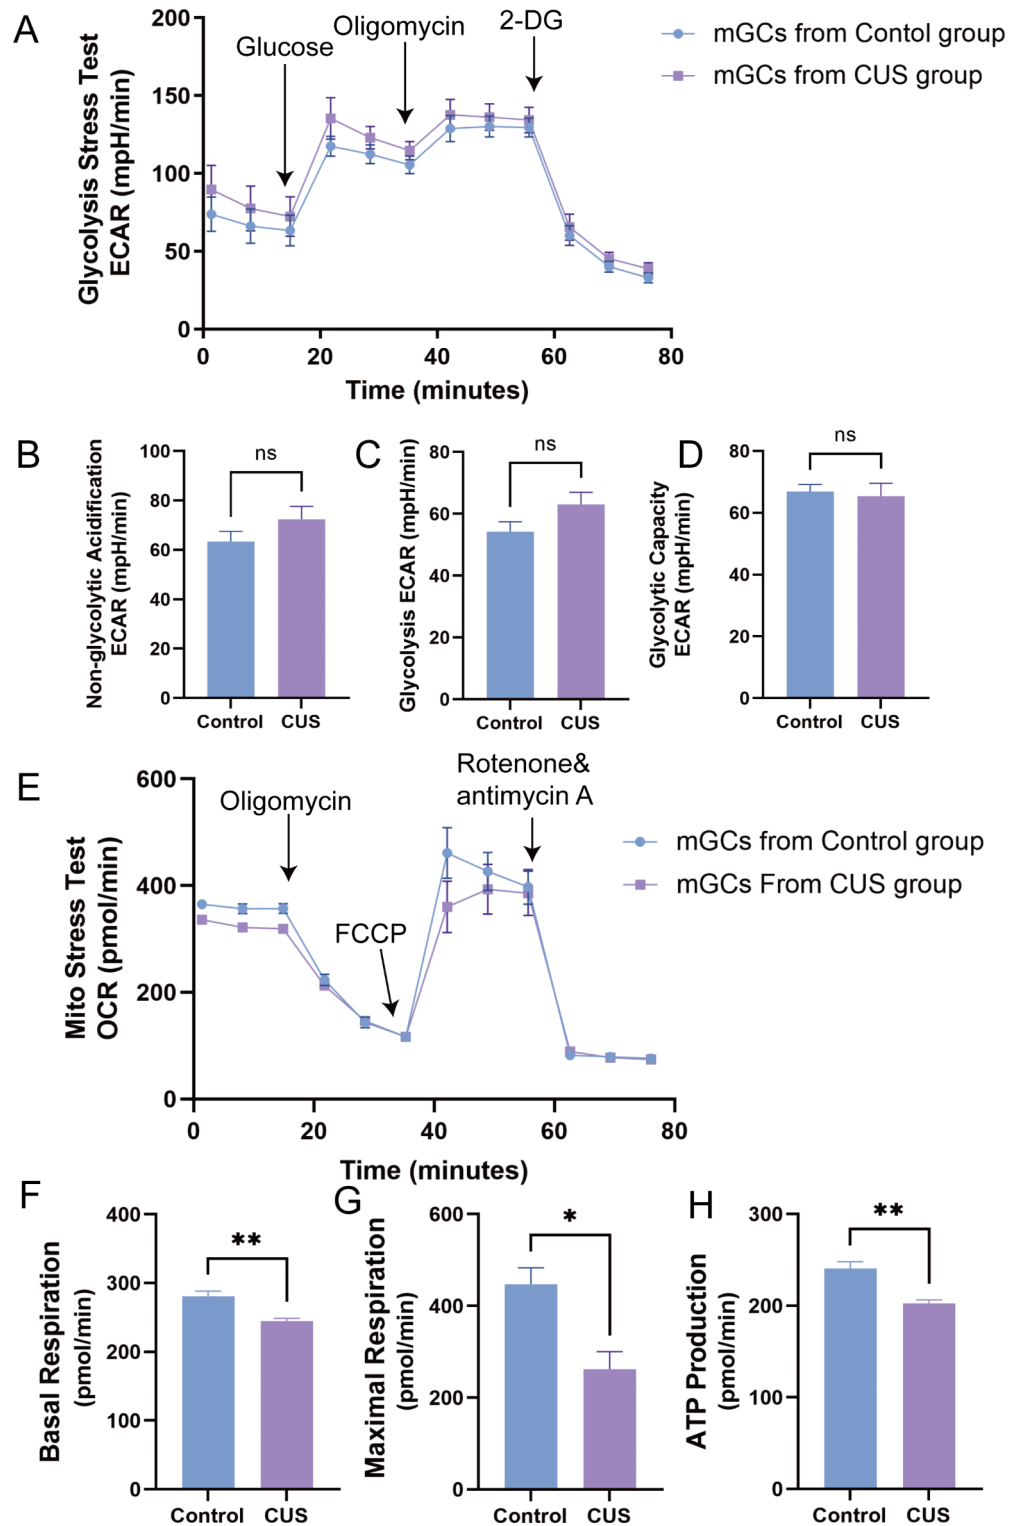 A
Glycolysis Stress Test
ECAR (mpH/min)
200
150
100
50
0
0 20 40 60 80
Time (minutes)
Glucose
Oligomycin
2-DG
mGCs from Contol group
mGCs from CUS group
B
Non-glycolytic Acidification
ECAR (mpH/min)
100
80
60
40
20
0
ns
Control CUS
C
Glycolysis ECAR (mpH/min)
80
60
40
20
0
ns
Control CUS
D
Glycolytic Capacity
ECAR (mpH/min)
80
60
40
20
0
ns
Control CUS
E
Mito Stress Test
OCR (pmol/min)
600
400
200
0
0 20 40 60 80
Time (minutes)
Oligomycin
FCCP
Rotenone&
antimycin A
mGCs from Control group
mGCs From CUS group
F
Basal Respiration
(pmol/min)
400
300
200
100
0
**
Control CUS
G
Maximal Respiration
(pmol/min)
600
400
200
0
*
Control CUS
H
ATP Production
(pmol/min)
300
200
100
0
**
Control CUS